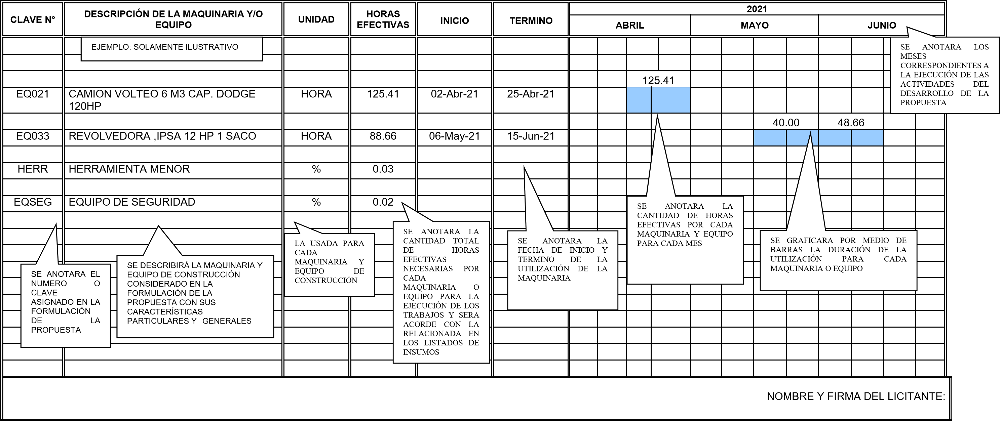 CLAVE N°
DESCRIPCIÓN DE LA MAQUINARIA Y/O
EQUIPO
UNIDAD
HORAS
EFECTIVAS
INICIO
TERMINO
2021
ABRIL
MAYO
JUNIO
EJEMPLO: SOLAMENTE ILUSTRATIVO
SE ANOTARA LOS
MESES
CORRESPONDIENTES A
LA EJECUCIÓN DE LAS
ACTIVIDADES DEL
DESARROLLO DE LA
PROPUESTA
125.41
EQ021
CAMION VOLTEO 6 M3 CAP. DODGE
120HP
HORA
125.41
02-Abr-21
25-Abr-21
40.00
48.66
EQ033
REVOLVEDORA ,IPSA 12 HP 1 SACO
HORA
88.66
06-May-21
15-Jun-21
HERR
HERRAMIENTA MENOR
%
0.03
EQSEG
EQUIPO DE SEGURIDAD
%
0.02
SE ANOTARA EL
NUMERO O
CLAVE
ASIGNADO EN LA
FORMULACIÓN
DE LA
PROPUESTA
SE DESCRIBIRÁ LA MAQUINARIA Y
EQUIPO DE CONSTRUCCIÓN
CONSIDERADO EN LA
FORMULACIÓN DE LA
PROPUESTA CON SUS
CARACTERÍSTICAS
PARTICULARES Y GENERALES
LA USADA PARA
CADA
MAQUINARIA Y
EQUIPO DE
CONSTRUCCIÓN
SE ANOTARA LA
CANTIDAD TOTAL
DE HORAS
EFECTIVAS
NECESARIAS POR
CADA
MAQUINARIA O
EQUIPO PARA LA
EJECUCIÓN DE LOS
TRABAJOS Y SERA
ACORDE CON LA
RELACIONADA EN
LOS LISTADOS DE
INSUMOS
SE ANOTARA LA
FECHA DE INICIO Y
TERMINO DE LA
UTILIZACIÓN DE LA
MAQUINARIA
SE ANOTARA LA
CANTIDAD DE HORAS
EFECTIVAS POR CADA
MAQUINARIA Y EQUIPO
PARA CADA MES
SE GRAFICARA POR MEDIO DE
BARRAS LA DURACIÓN DE LA
UTILIZACIÓN PARA CADA
MAQUINARIA O EQUIPO
NOMBRE Y FIRMA DEL LICITANTE: